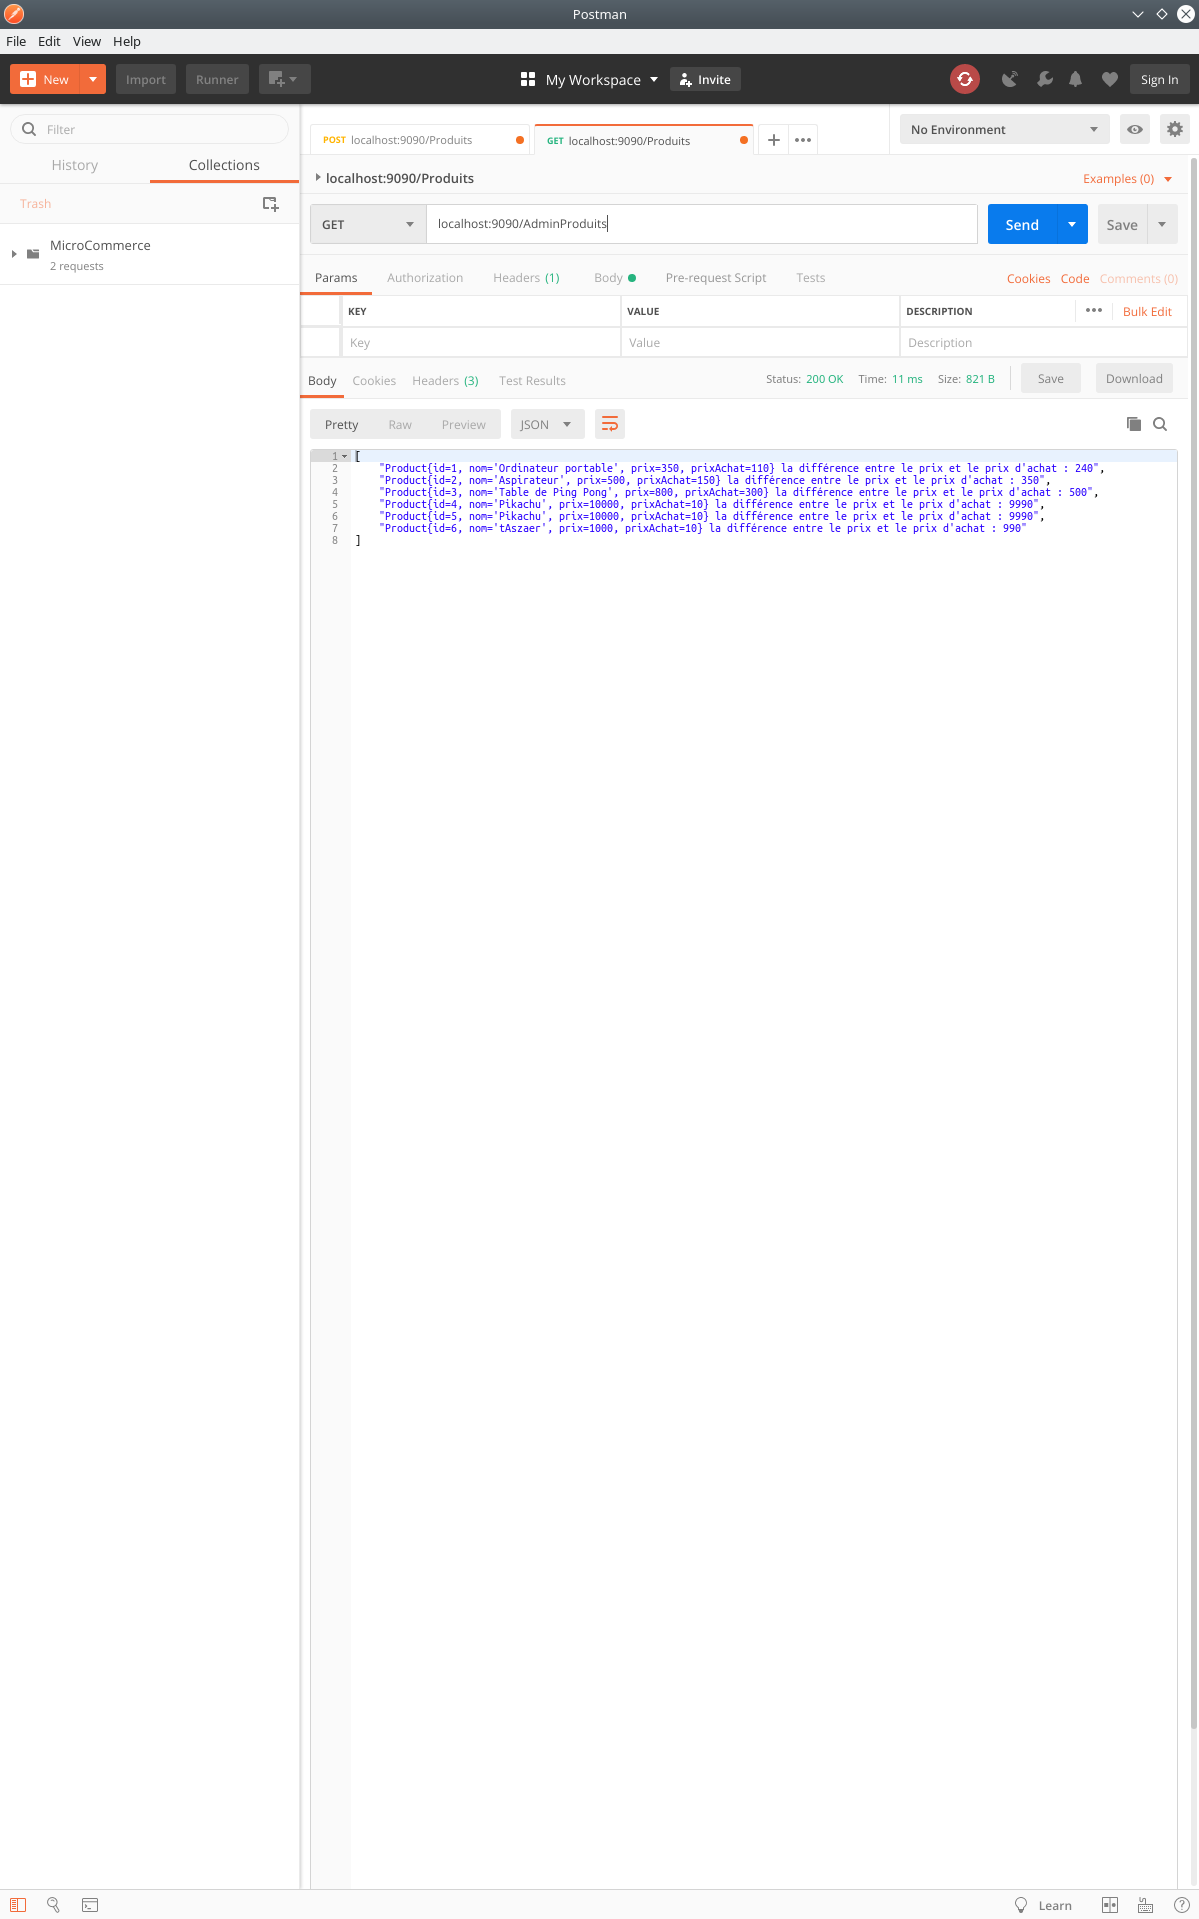 Postman
File Edit View Help
New Import Runner My Workspace Invite Sign In
Filter
History Collections
Trash
MicroCommerce
2 requests
POST localhost:9090/Produits GET localhost:9090/Produits No Environment
localhost:9090/Produits Examples (0)
GET localhost:9090/AdminProduits Send Save
Params Authorization Headers (1) Body Pre-request Script Tests Cookies Code Comments (0)
KEY VALUE DESCRIPTION Bulk Edit
Key Value Description
Body Cookies Headers (3) Test Results Status: 200 OK Time: 11 ms Size: 821 B Save Download
Pretty Raw Preview JSON
1 [
2 "Product{id=1, nom='Ordinateur portable', prix=350, prixAchat=110} la différence entre le prix et le prix d'achat : 240",
3 "Product{id=2, nom='Aspirateur', prix=500, prixAchat=150} la différence entre le prix et le prix d'achat : 350",
4 "Product{id=3, nom='Table de Ping Pong', prix=800, prixAchat=300} la différence entre le prix et le prix d'achat : 500",
5 "Product{id=4, nom='Pikachu', prix=10000, prixAchat=10} la différence entre le prix et le prix d'achat : 9990",
6 "Product{id=5, nom='Pikachu', prix=10000, prixAchat=10} la différence entre le prix et le prix d'achat : 9990",
7 "Product{id=6, nom='tAszaer', prix=1000, prixAchat=10} la différence entre le prix et le prix d'achat : 990"
8 ]
Learn